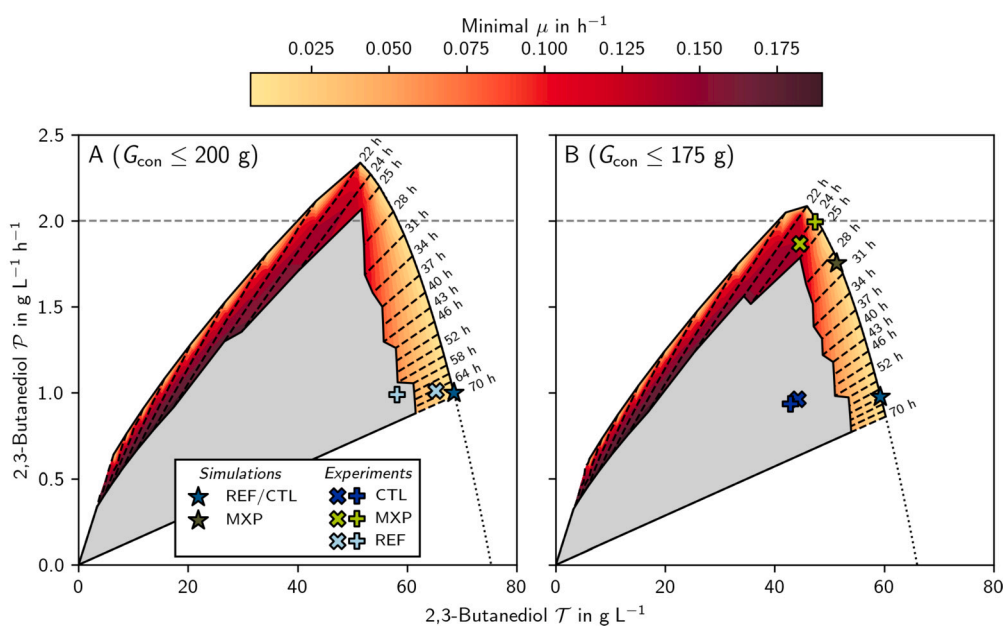 Minimal μ in h⁻¹
0.025 0.050 0.075 0.100 0.125 0.150 0.175
A (G_con ≤ 200 g)
B (G_con ≤ 175 g)
2,3-Butanediol 𝒫 in g L⁻¹ h⁻¹
2.5
2.0
1.5
1.0
0.5
0.0
22 h
24 h
25 h
28 h
31 h
34 h
37 h
40 h
43 h
46 h
52 h
58 h
64 h
70 h
22 h
24 h
25 h
28 h
31 h
34 h
37 h
40 h
43 h
46 h
52 h
70 h
Simulations
REF/CTL
MXP
Experiments
CTL
MXP
REF
0 20 40 60 80
0 20 40 60 80
2,3-Butanediol 𝒯 in g L⁻¹